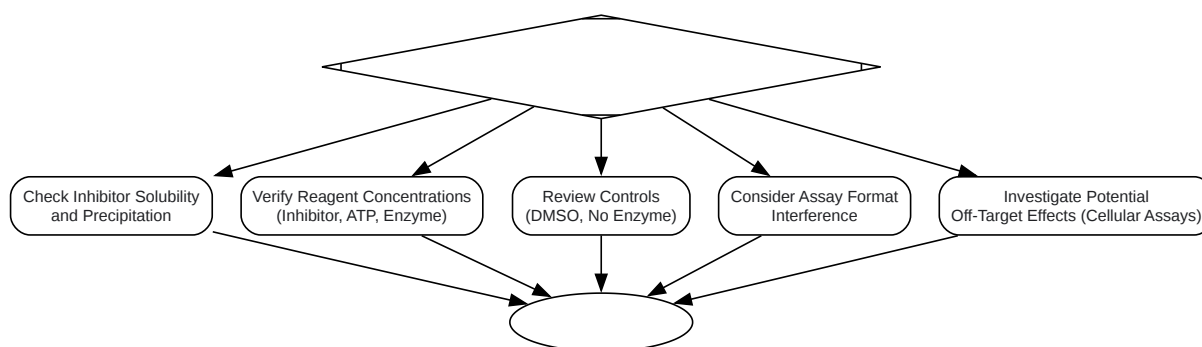 Check Inhibitor Solubility
and Precipitation
Verify Reagent Concentrations
(Inhibitor, ATP, Enzyme)
Review Controls
(DMSO, No Enzyme)
Consider Assay Format
Interference
Investigate Potential
Off-Target Effects (Cellular Assays)